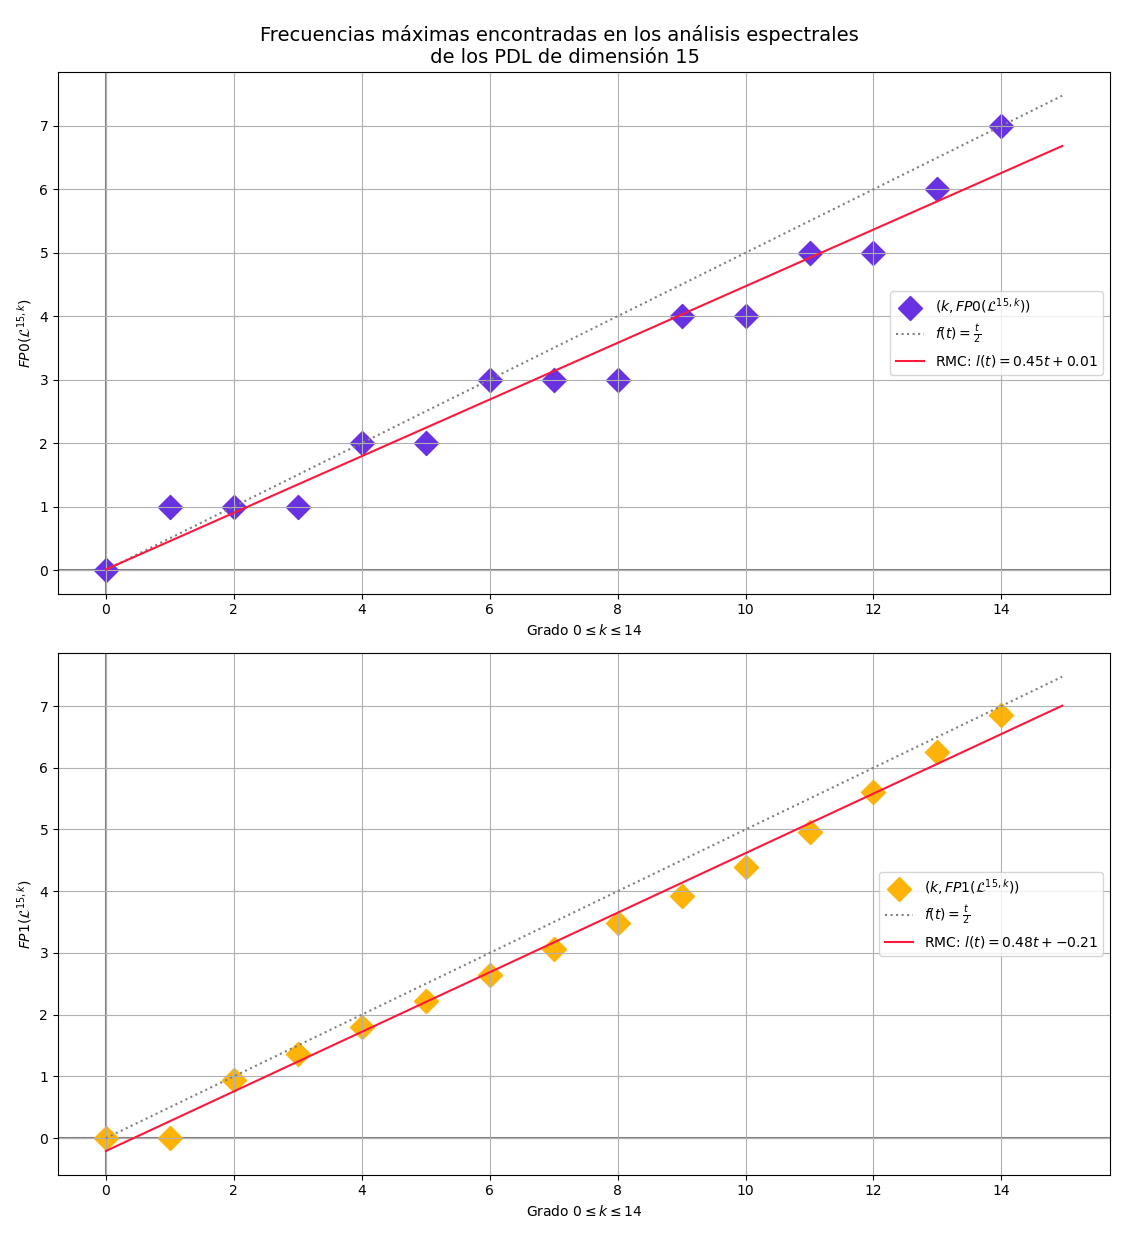 Frecuencias máximas encontradas en los análisis espectrales
de los PDL de dimensión 15
7
6
5
4
3
2
1
0
FP0(ℒ^{15,k})
(k, FP0(ℒ^{15,k}))
f(t) = t/2
RMC: l(t) = 0.45t + 0.01
0 2 4 6 8 10 12 14
Grado 0 ≤ k ≤ 14
7
6
5
4
3
2
1
0
FP1(ℒ^{15,k})
(k, FP1(ℒ^{15,k}))
f(t) = t/2
RMC: l(t) = 0.48t + −0.21
0 2 4 6 8 10 12 14
Grado 0 ≤ k ≤ 14